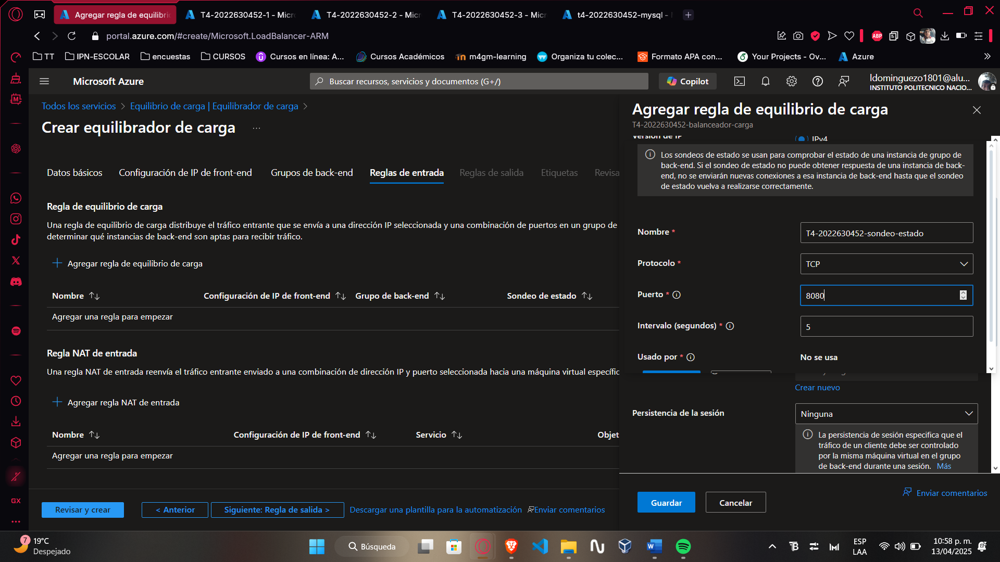 Agregar regla de equilibri
T4-2022630452-1 - Micr
T4-2022630452-2 - Micr
T4-2022630452-3 - Micr
t4-2022630452-mysql -
portal.azure.com/#create/Microsoft.LoadBalancer-ARM
ABP
TT
IPN-ESCOLAR
encuestas
CURSOS
Cursos en línea: A...
Cursos Académicos
m4gm-learning
Organiza tu colec...
Formato APA con...
Your Projects - Ov...
Azure
Microsoft Azure
Buscar recursos, servicios y documentos (G+/)
Copilot
ldominguezo1801@alu...
INSTITUTO POLITECNICO NACIO...
Todos los servicios > Equilibrio de carga | Equilibrador de carga >
Crear equilibrador de carga ...
Datos básicos
Configuración de IP de front-end
Grupos de back-end
Reglas de entrada
Reglas de salida
Etiquetas
Revisa
Regla de equilibrio de carga
Una regla de equilibrio de carga distribuye el tráfico entrante que se envía a una dirección IP seleccionada y una combinación de puertos en un grupo de
determinar qué instancias de back-end son aptas para recibir tráfico.
+ Agregar regla de equilibrio de carga
Nombre ↑↓
Configuración de IP de front-end ↑↓
Grupo de back-end ↑↓
Sondeo de estado ↑↓
Agregar una regla para empezar
Regla NAT de entrada
Una regla NAT de entrada reenvía el tráfico entrante enviado a una combinación de dirección IP y puerto seleccionada hacia una máquina virtual específic
+ Agregar regla NAT de entrada
Nombre ↑↓
Configuración de IP de front-end ↑↓
Servicio ↑↓
Objet
Agregar una regla para empezar
Revisar y crear
< Anterior
Siguiente: Regla de salida >
Descargar una plantilla para la automatización
Enviar comentarios
Agregar regla de equilibrio de carga
T4-2022630452-balanceador-carga
Versión de IP
IPv4
Los sondeos de estado se usan para comprobar el estado de una instancia de grupo de
back-end. Si el sondeo de estado no puede obtener respuesta de una instancia de back-
end, no se enviarán nuevas conexiones a esa instancia de back-end hasta que el sondeo
de estado vuelva a realizarse correctamente.
Nombre *
T4-2022630452-sondeo-estado
Protocolo *
TCP
Puerto *
8080
Intervalo (segundos) *
5
Usado por *
No se usa
Crear nuevo
Persistencia de la sesión
Ninguna
La persistencia de sesión especifica que el
tráfico de un cliente debe ser controlado
por la misma máquina virtual en el grupo
de back-end durante una sesión. Más
Guardar
Cancelar
Enviar comentarios
GX
7
19°C
Despejado
Búsqueda
ESP
LAA
10:58 p. m.
13/04/2025